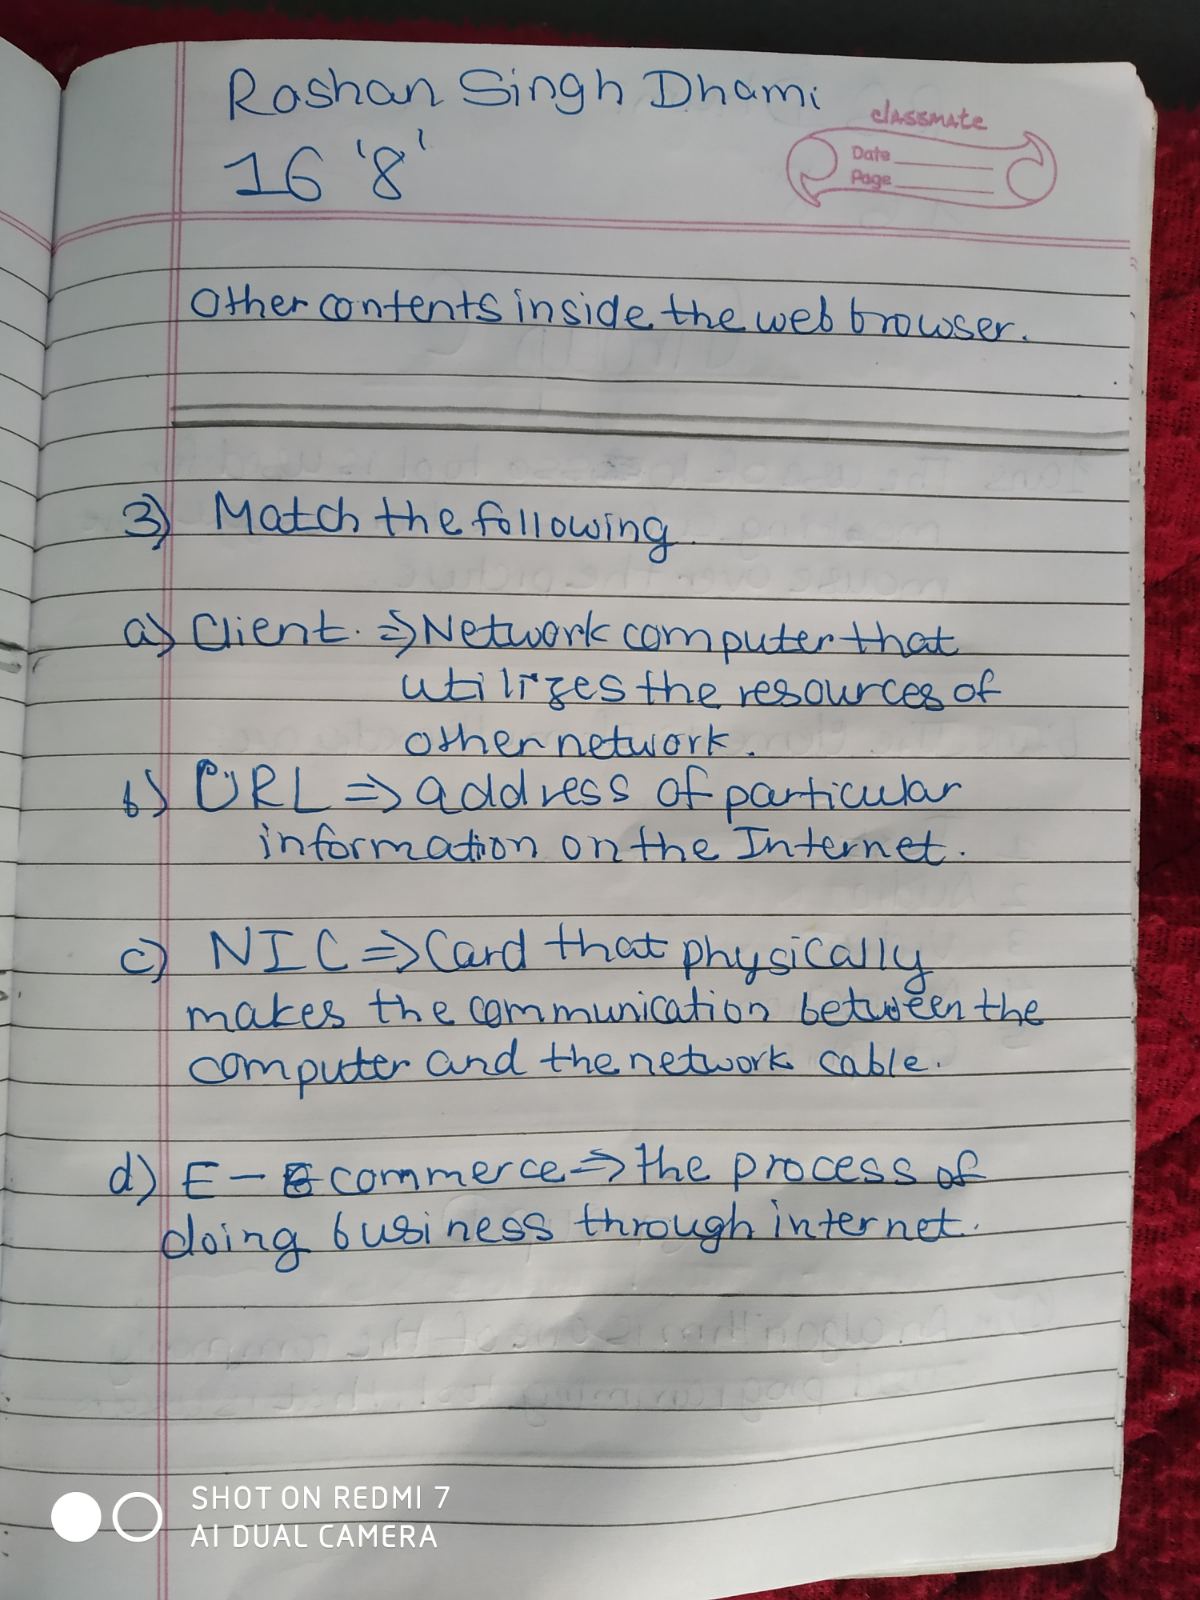 Roshan Singh Dhami
16 '8'
classmate
Date
Page
Other contents inside the web browser.
3) Match the following.
a) Client. ⇒ Network computer that
utilizes the resources of
other network.
b) URL ⇒ address of particular
information on the Internet.
c) NIC ⇒ Card that physically
makes the communication between the
computer and the network cable.
d) E - commerce ⇒ the process of
doing business through internet.
SHOT ON REDMI 7
AI DUAL CAMERA